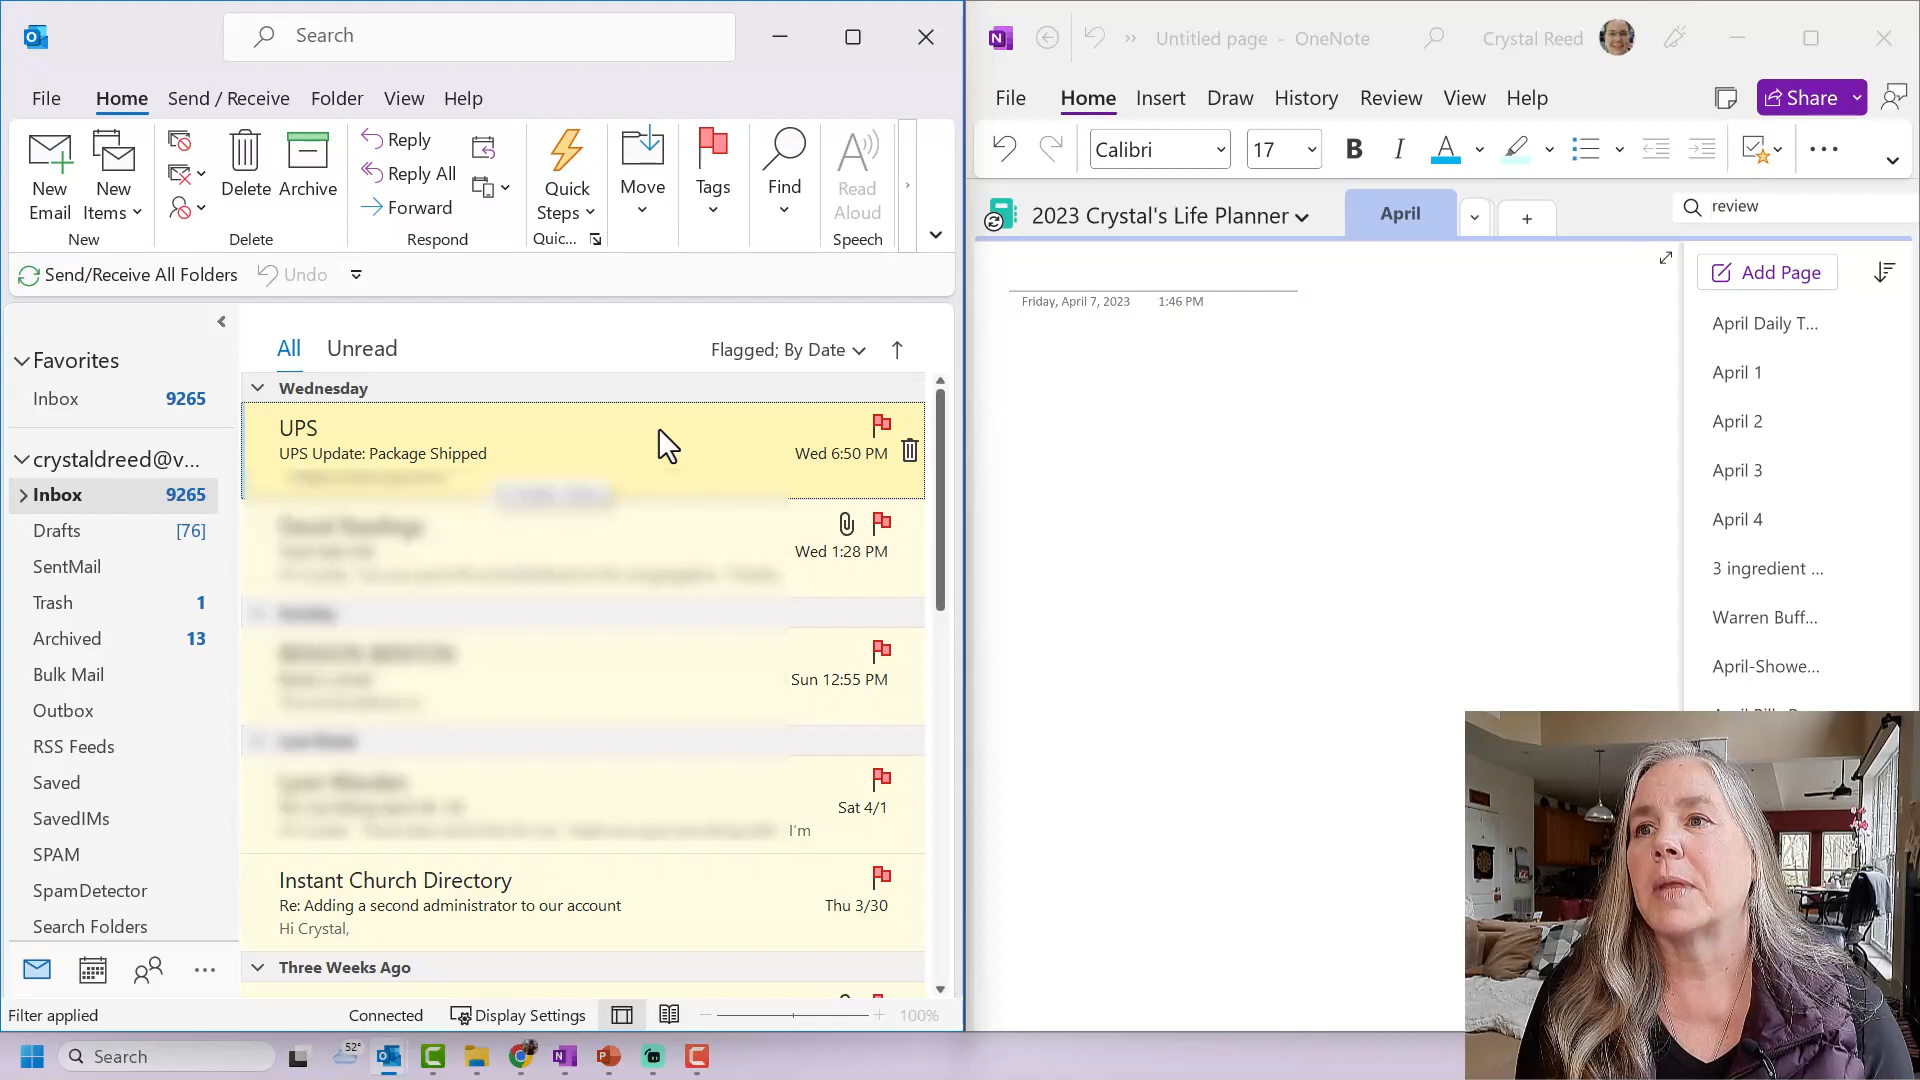 Search
File Home Send / Receive Folder View Help
New Email
New Items
Delete
Archive
Reply
Reply All
Forward
Quick Steps
Move
Tags
Find
Read Aloud
New
Delete
Respond
Quic...
Speech
Send/Receive All Folders Undo
Favorites
Inbox 9265
crystaldreed@v...
Inbox 9265
Drafts [76]
SentMail
Trash 1
Archived 13
Bulk Mail
Outbox
RSS Feeds
Saved
SavedIMs
SPAM
SpamDetector
Search Folders
All Unread Flagged; By Date
Wednesday
UPS
UPS Update: Package Shipped Wed 6:50 PM
Wed 1:28 PM
Sun 12:55 PM
Sat 4/1
I'm
Instant Church Directory
Re: Adding a second administrator to our account Thu 3/30
Hi Crystal,
Three Weeks Ago
Filter applied Connected Display Settings 100%
Untitled page - OneNote Crystal Reed
File Home Insert Draw History Review View Help Share
Calibri 17 B I A
2023 Crystal's Life Planner April review
Friday, April 7, 2023 1:46 PM
Add Page
April Daily T...
April 1
April 2
April 3
April 4
3 ingredient ...
Warren Buff...
April-Showe...
Search 52°